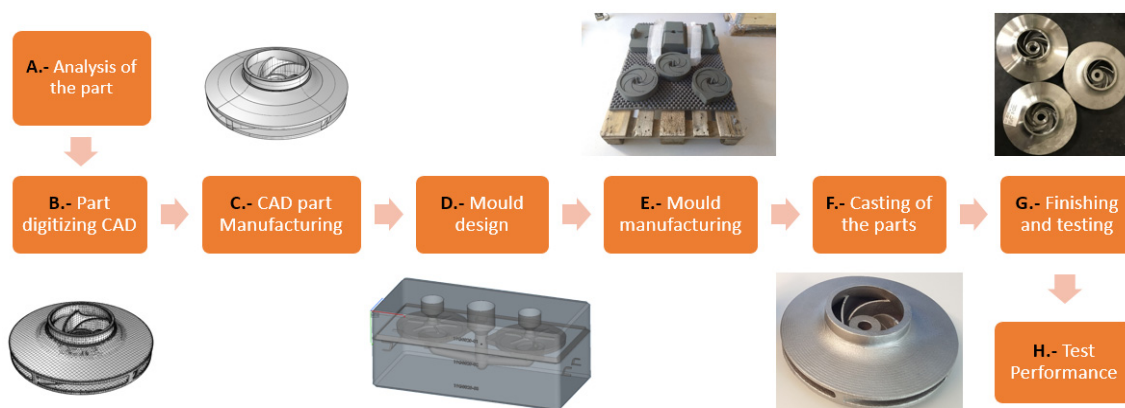 A.- Analysis of
the part
B.- Part
digitizing CAD
C.- CAD part
Manufacturing
D.- Mould
design
E.- Mould
manufacturing
F.- Casting of
the parts
G.- Finishing
and testing
H.- Test
Performance